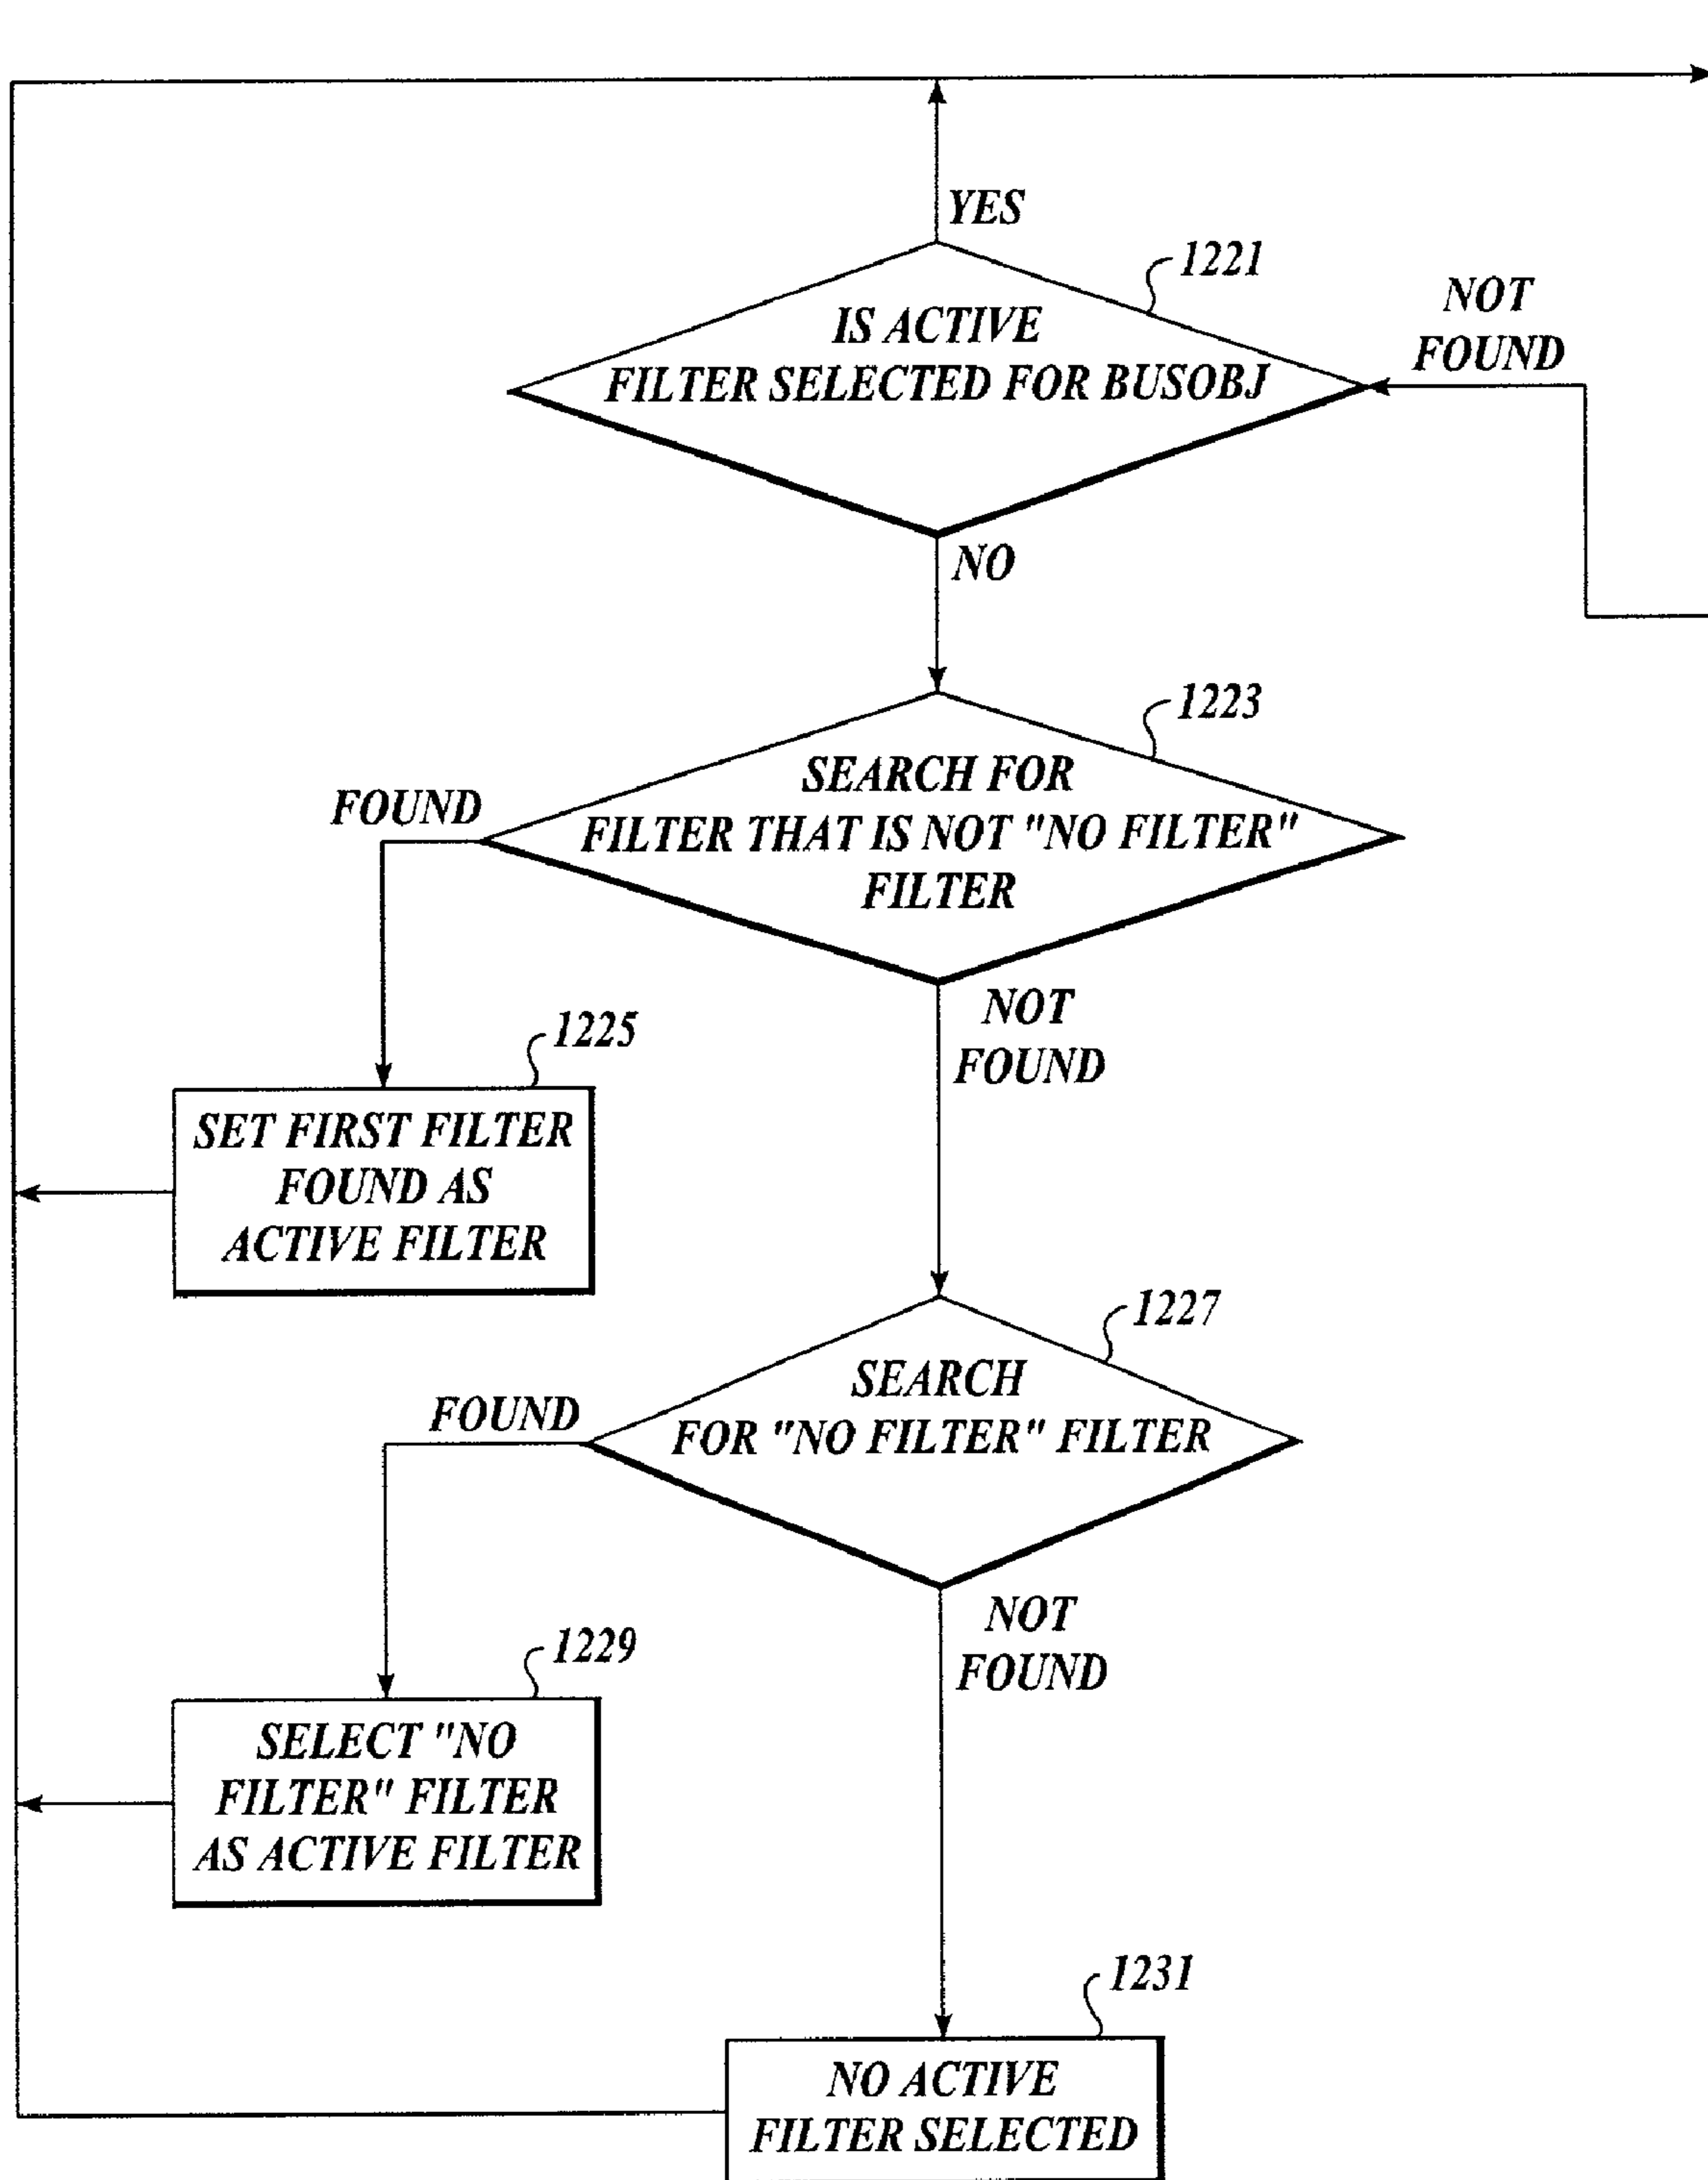 YES
1221
IS ACTIVE
FILTER SELECTED FOR BUSOBJ
NOT
FOUND
NO
1223
SEARCH FOR
FILTER THAT IS NOT "NO FILTER"
FILTER
FOUND
NOT
FOUND
1225
SET FIRST FILTER
FOUND AS
ACTIVE FILTER
1227
SEARCH
FOR "NO FILTER" FILTER
FOUND
NOT
FOUND
1229
SELECT "NO
FILTER" FILTER
AS ACTIVE FILTER
1231
NO ACTIVE
FILTER SELECTED